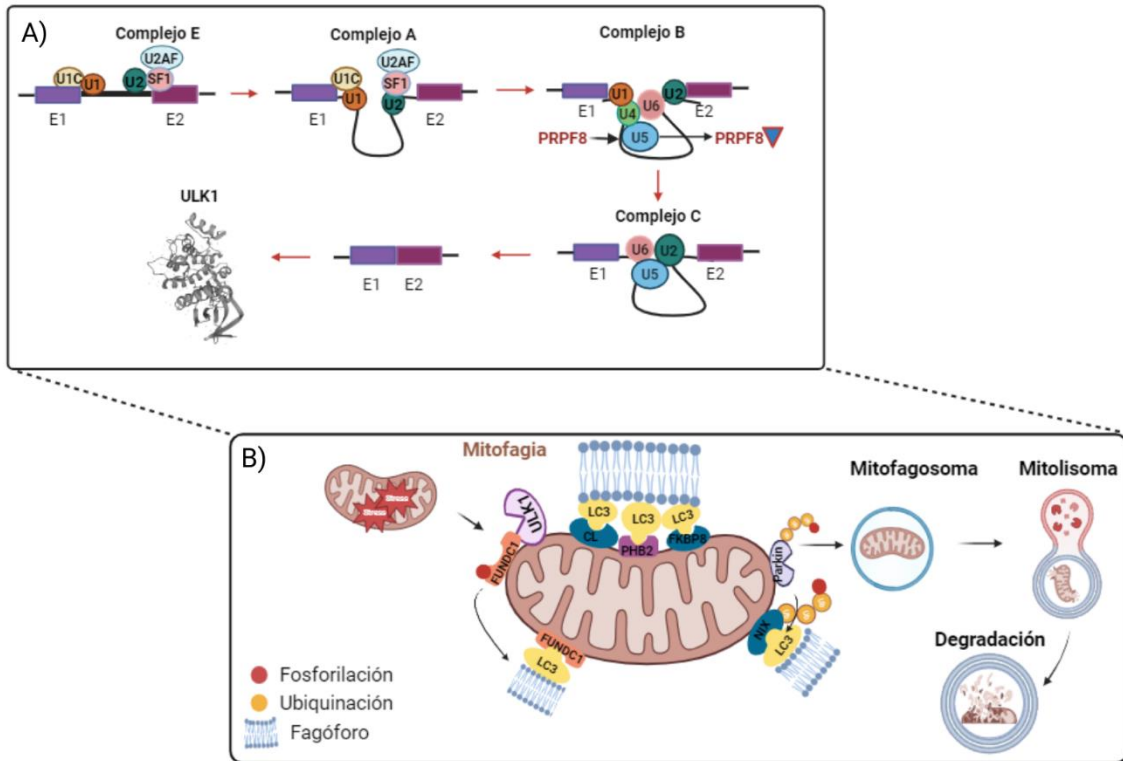 A)
Complejo E
U2AF
U1C
U1
U2
SF1
E1
E2
Complejo A
U2AF
U1C
SF1
U1
U2
E1
E2
Complejo B
U1
U2
U4
U6
E1
E2
PRPF8
U5
PRPF8
Complejo C
U6
U2
U5
E1
E2
E1
E2
ULK1
B)
Mitofagia
Stress
Stress
ULK1
FUNDC1
LC3
LC3
LC3
CL
PHB2
FKBP8
Parkin
NIX
LC3
FUNDC1
LC3
Mitofagosoma
Mitolisoma
Degradación
Fosforilación
Ubiquinación
Fagóforo